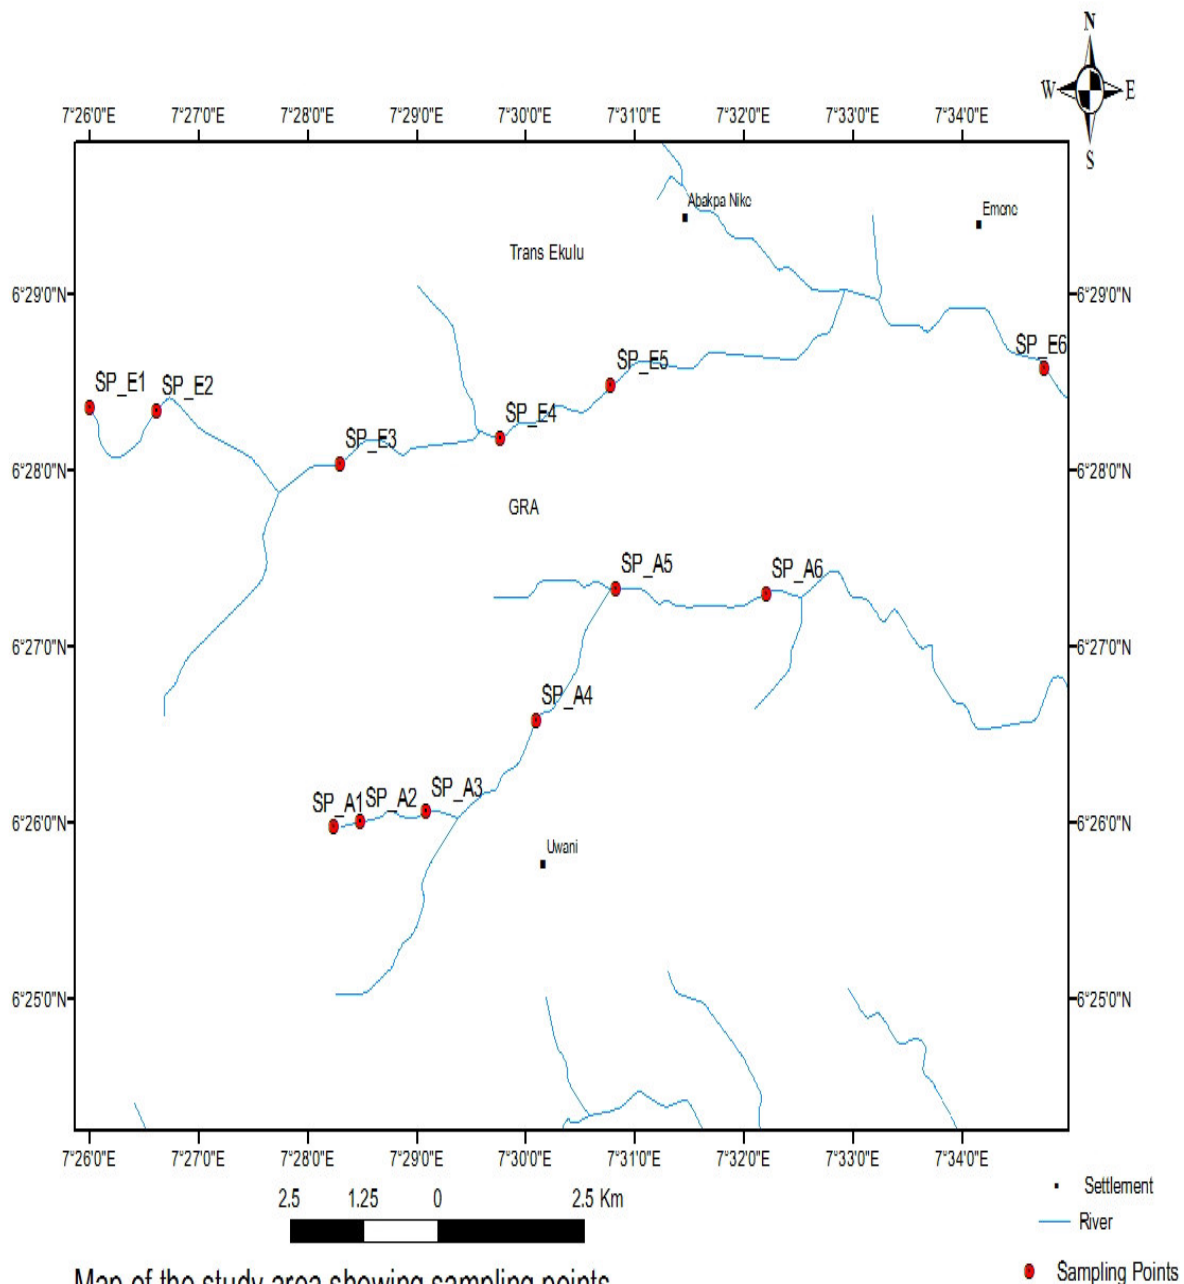 N
W E
S
7°26'0"E 7°27'0"E 7°28'0"E 7°29'0"E 7°30'0"E 7°31'0"E 7°32'0"E 7°33'0"E 7°34'0"E
Abakpa Nike
Emene
Trans Ekulu
6°29'0"N 6°29'0"N
SP_E6
SP_E5
SP_E1 SP_E2
SP_E4
SP_E3
6°28'0"N 6°28'0"N
GRA
SP_A5 SP_A6
6°27'0"N 6°27'0"N
SP_A4
SP_A1 SP_A2 SP_A3
6°26'0"N 6°26'0"N
Uwani
6°25'0"N 6°25'0"N
7°26'0"E 7°27'0"E 7°28'0"E 7°29'0"E 7°30'0"E 7°31'0"E 7°32'0"E 7°33'0"E 7°34'0"E
2.5 1.25 0 2.5 Km
Settlement
River
Sampling Points
Map of the study area showing sampling points